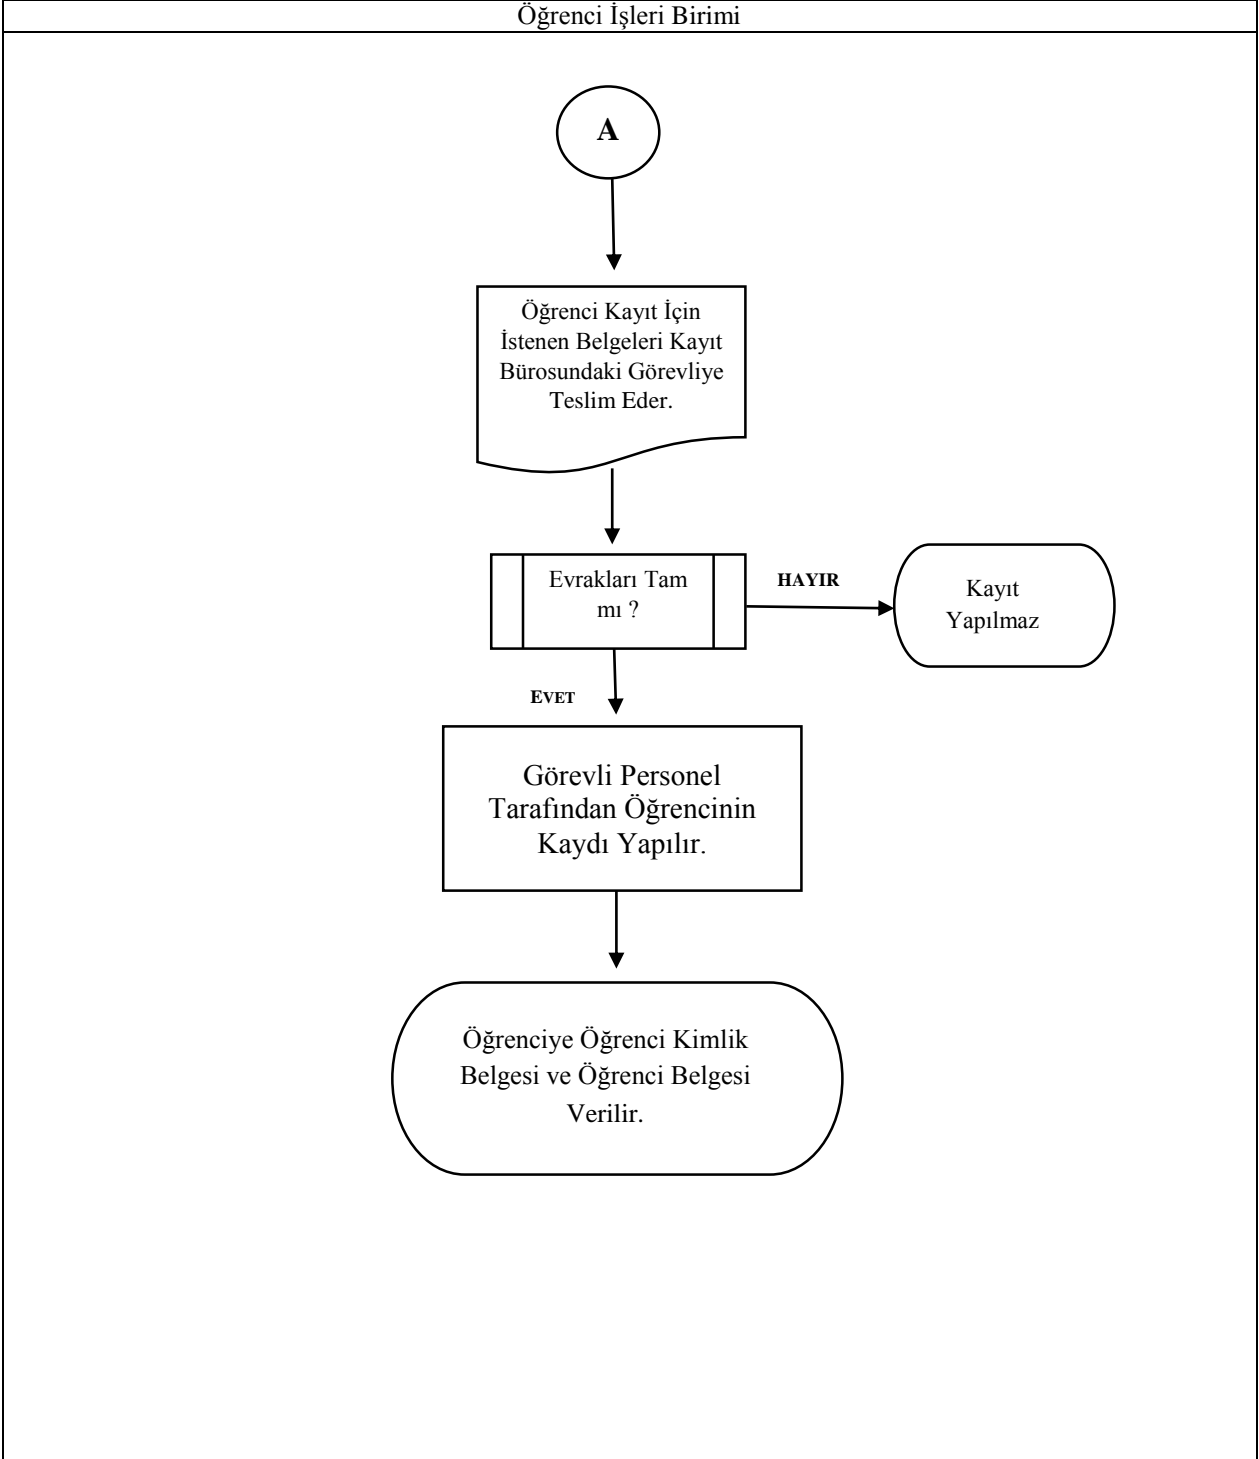 Öğrenci İşleri Birimi
A
Öğrenci Kayıt İçin
İstenen Belgeleri Kayıt
Bürosundaki Görevliye
Teslim Eder.
Evrakları Tam
mı ?
HAYIR
Kayıt
Yapılmaz
EVET
Görevli Personel
Tarafından Öğrencinin
Kaydı Yapılır.
Öğrenciye Öğrenci Kimlik
Belgesi ve Öğrenci Belgesi
Verilir.